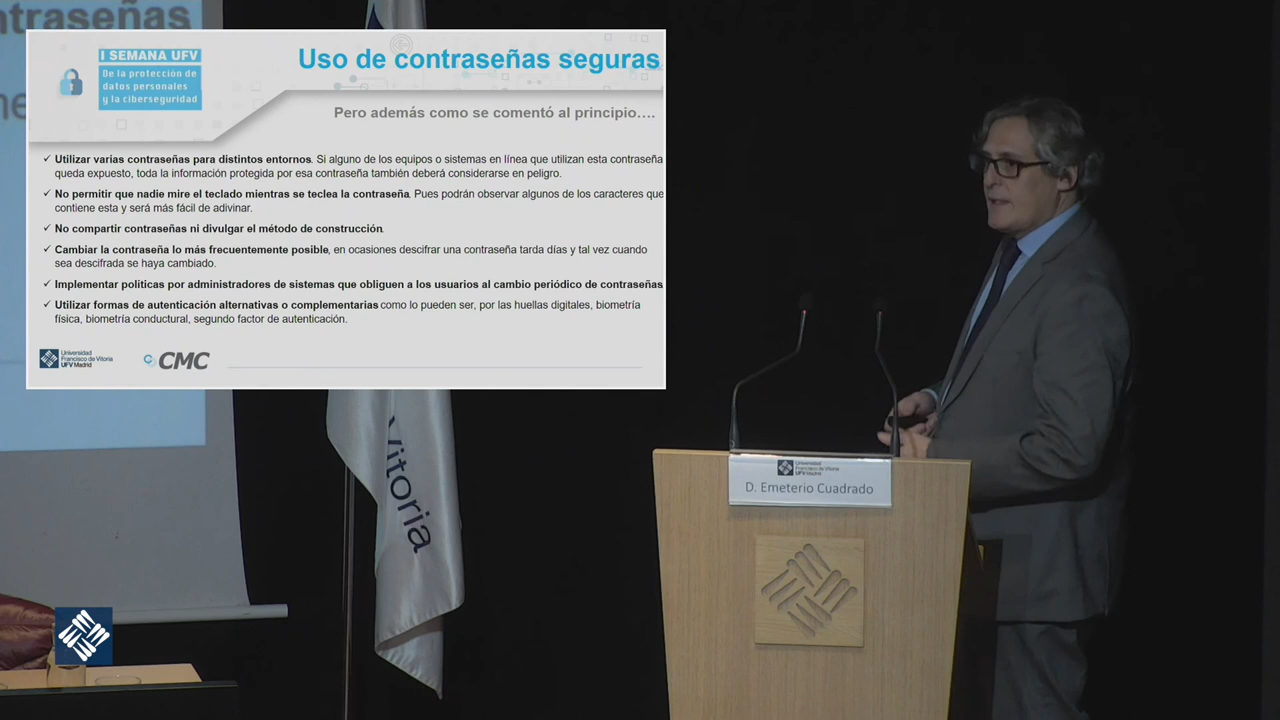 ntraseñas
I SEMANA UFV
De la protección de
datos personales
y la ciberseguridad
Uso de contraseñas seguras
Pero además como se comentó al principio….
✓ Utilizar varias contraseñas para distintos entornos. Si alguno de los equipos o sistemas en línea que utilizan esta contraseña
queda expuesto, toda la información protegida por esa contraseña también deberá considerarse en peligro.
✓ No permitir que nadie mire el teclado mientras se teclea la contraseña. Pues podrán observar algunos de los caracteres que
contiene esta y será más fácil de adivinar.
✓ No compartir contraseñas ni divulgar el método de construcción.
✓ Cambiar la contraseña lo más frecuentemente posible, en ocasiones descifrar una contraseña tarda días y tal vez cuando
sea descifrada se haya cambiado.
✓ Implementar políticas por administradores de sistemas que obliguen a los usuarios al cambio periódico de contraseñas
✓ Utilizar formas de autenticación alternativas o complementarias como lo pueden ser, por las huellas digitales, biometría
física, biometría conductural, segundo factor de autenticación.
Universidad
Francisco de Vitoria
UFV Madrid
CMC
Vitoria
Universidad
Francisco de Vitoria
UFV Madrid
D. Emeterio Cuadrado